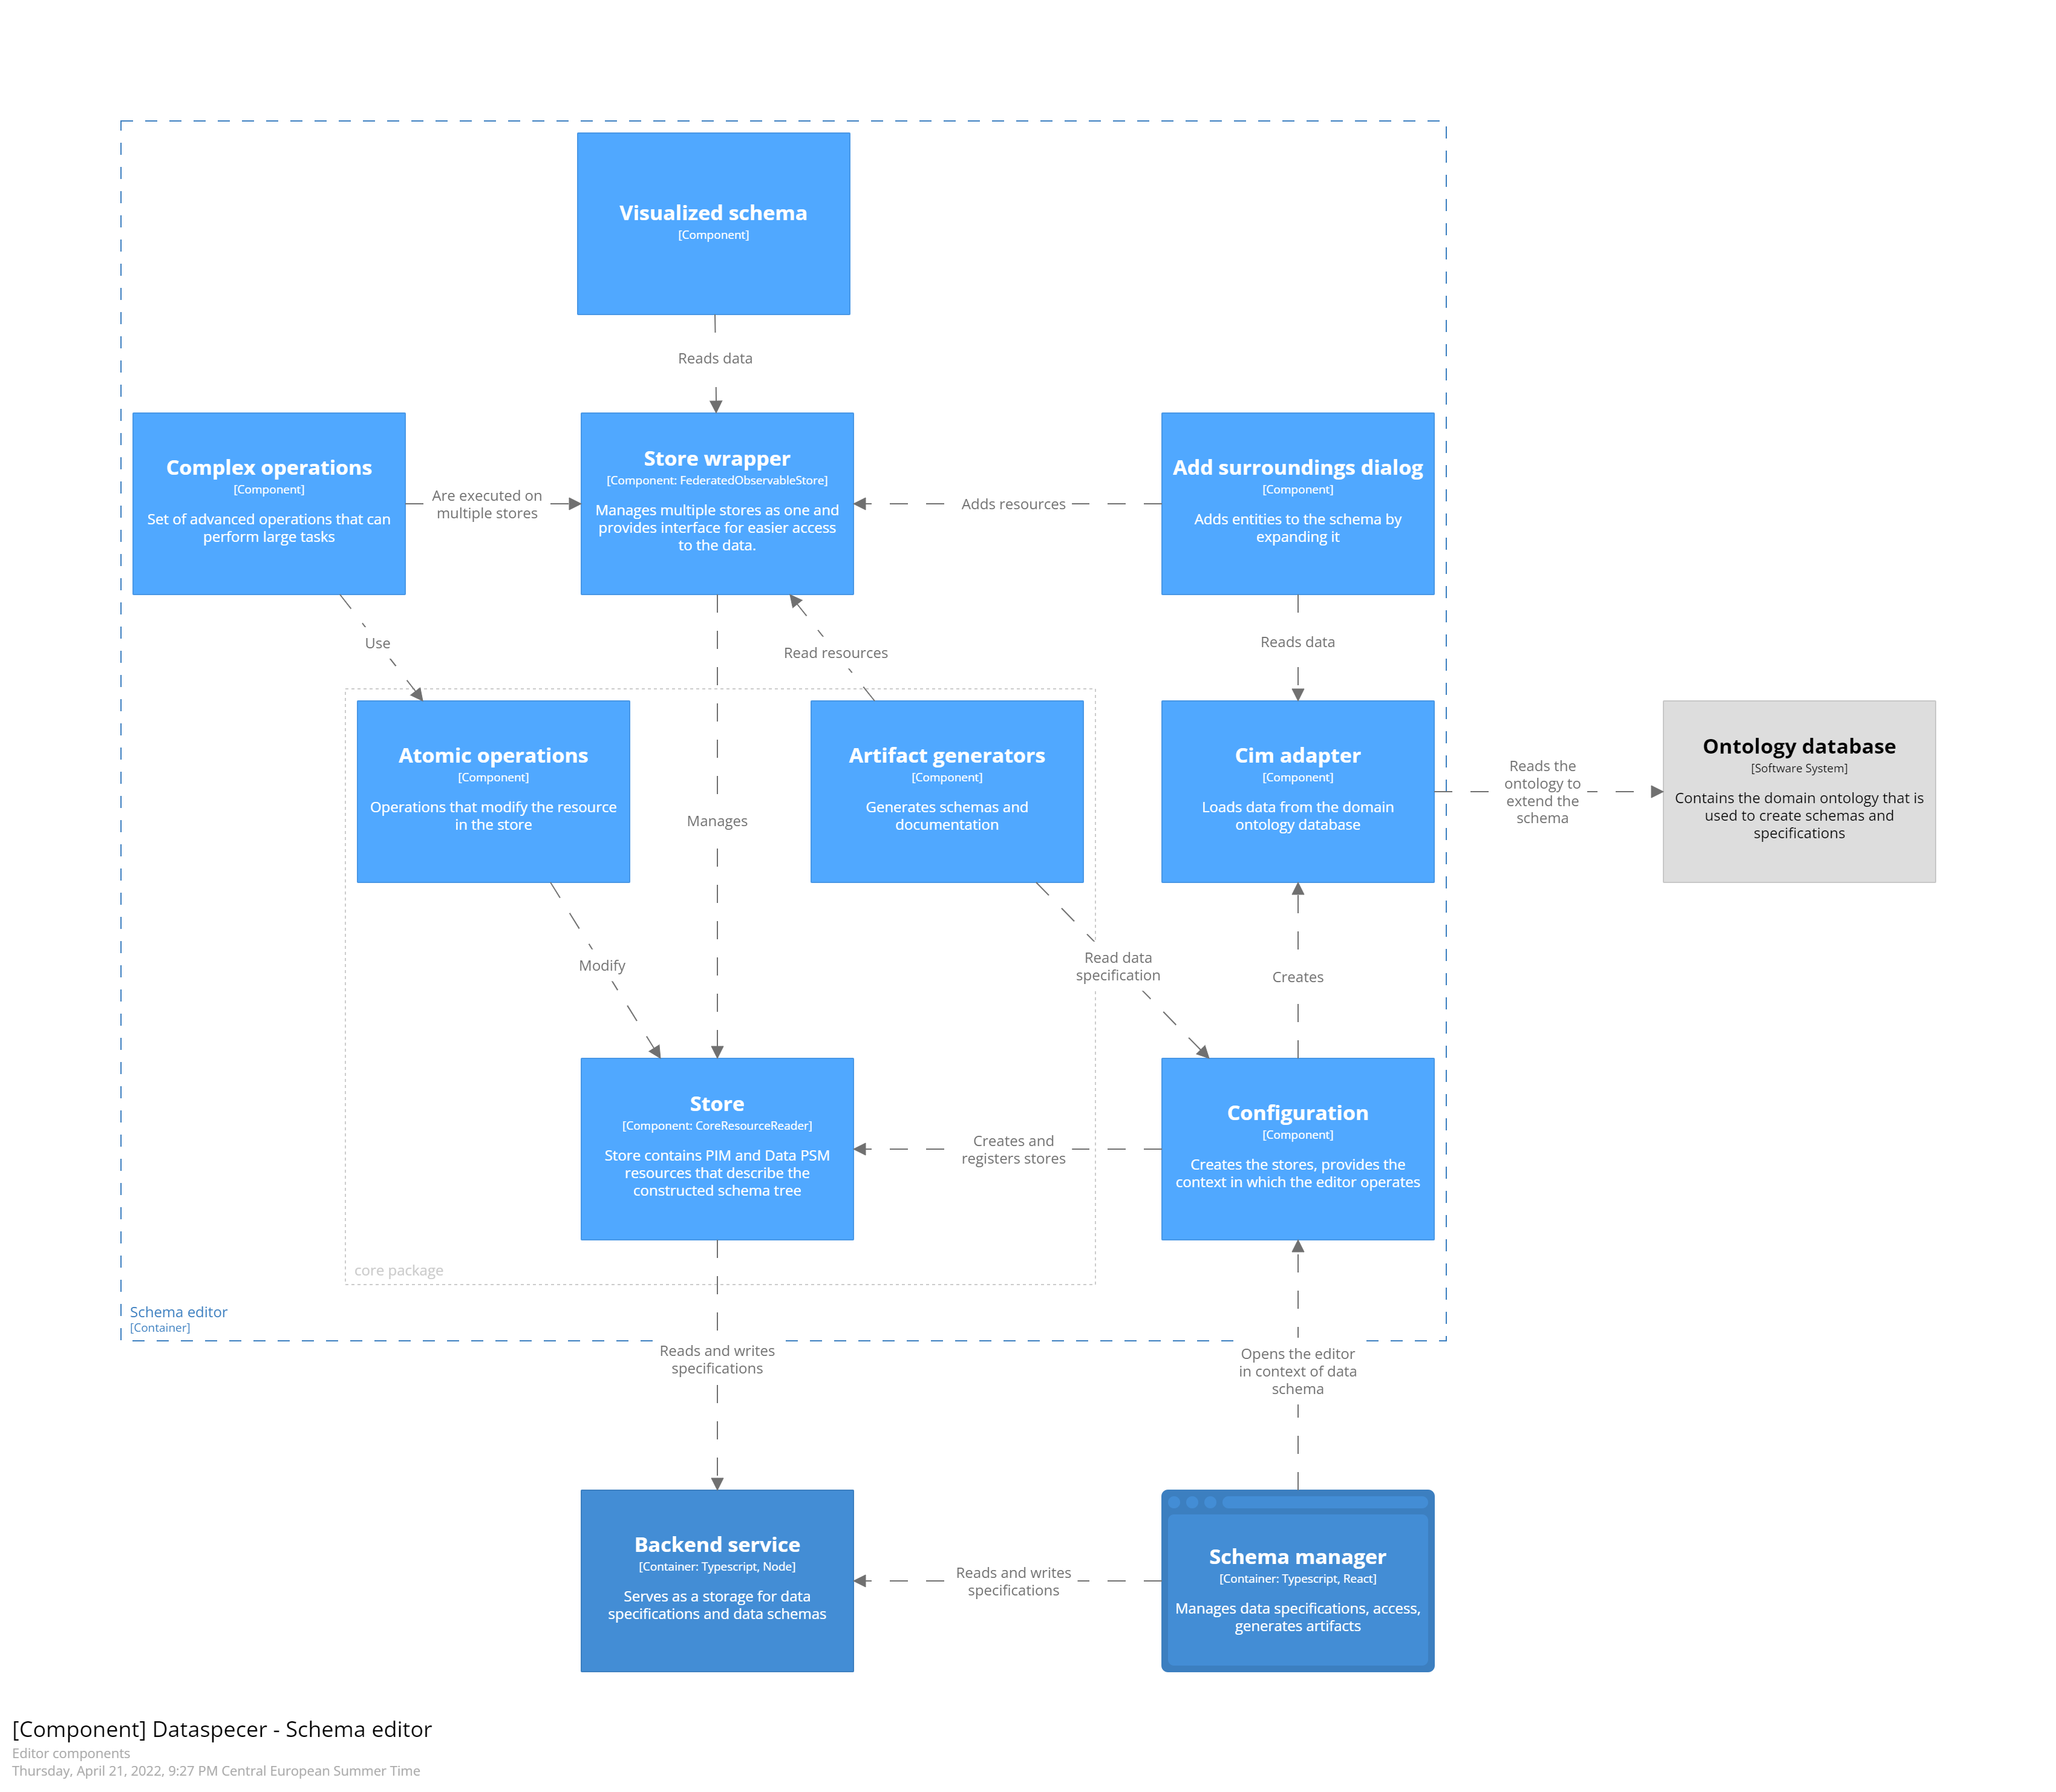 Visualized schema
[Component]
Reads data
Complex operations
[Component]
Set of advanced operations that can
perform large tasks
Are executed on
multiple stores
Store wrapper
[Component: FederatedObservableStore]
Manages multiple stores as one and
provides interface for easier access
to the data.
Adds resources
Add surroundings dialog
[Component]
Adds entities to the schema by
expanding it
Use
Read resources
Reads data
Atomic operations
[Component]
Operations that modify the resource
in the store
Manages
Artifact generators
[Component]
Generates schemas and
documentation
Cim adapter
[Component]
Loads data from the domain
ontology database
Reads the
ontology to
extend the
schema
Ontology database
[Software System]
Contains the domain ontology that is
used to create schemas and
specifications
Modify
Read data
specification
Creates
Store
[Component: CoreResourceReader]
Store contains PIM and Data PSM
resources that describe the
constructed schema tree
Creates and
registers stores
Configuration
[Component]
Creates the stores, provides the
context in which the editor operates
core package
Schema editor
[Container]
Reads and writes
specifications
Opens the editor
in context of data
schema
Backend service
[Container: Typescript, Node]
Serves as a storage for data
specifications and data schemas
Reads and writes
specifications
Schema manager
[Container: Typescript, React]
Manages data specifications, access,
generates artifacts
[Component] Dataspecer - Schema editor
Editor components
Thursday, April 21, 2022, 9:27 PM Central European Summer Time